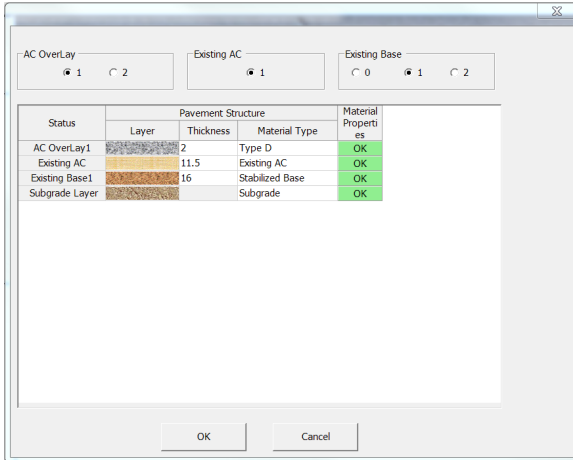 AC OverLay
Existing AC
Existing Base
1 2
1
0 1 2
Status
Pavement Structure
Material Properti es
Layer Thickness Material Type
AC OverLay1 2 Type D OK
Existing AC 11.5 Existing AC OK
Existing Base1 16 Stabilized Base OK
Subgrade Layer Subgrade OK
OK Cancel